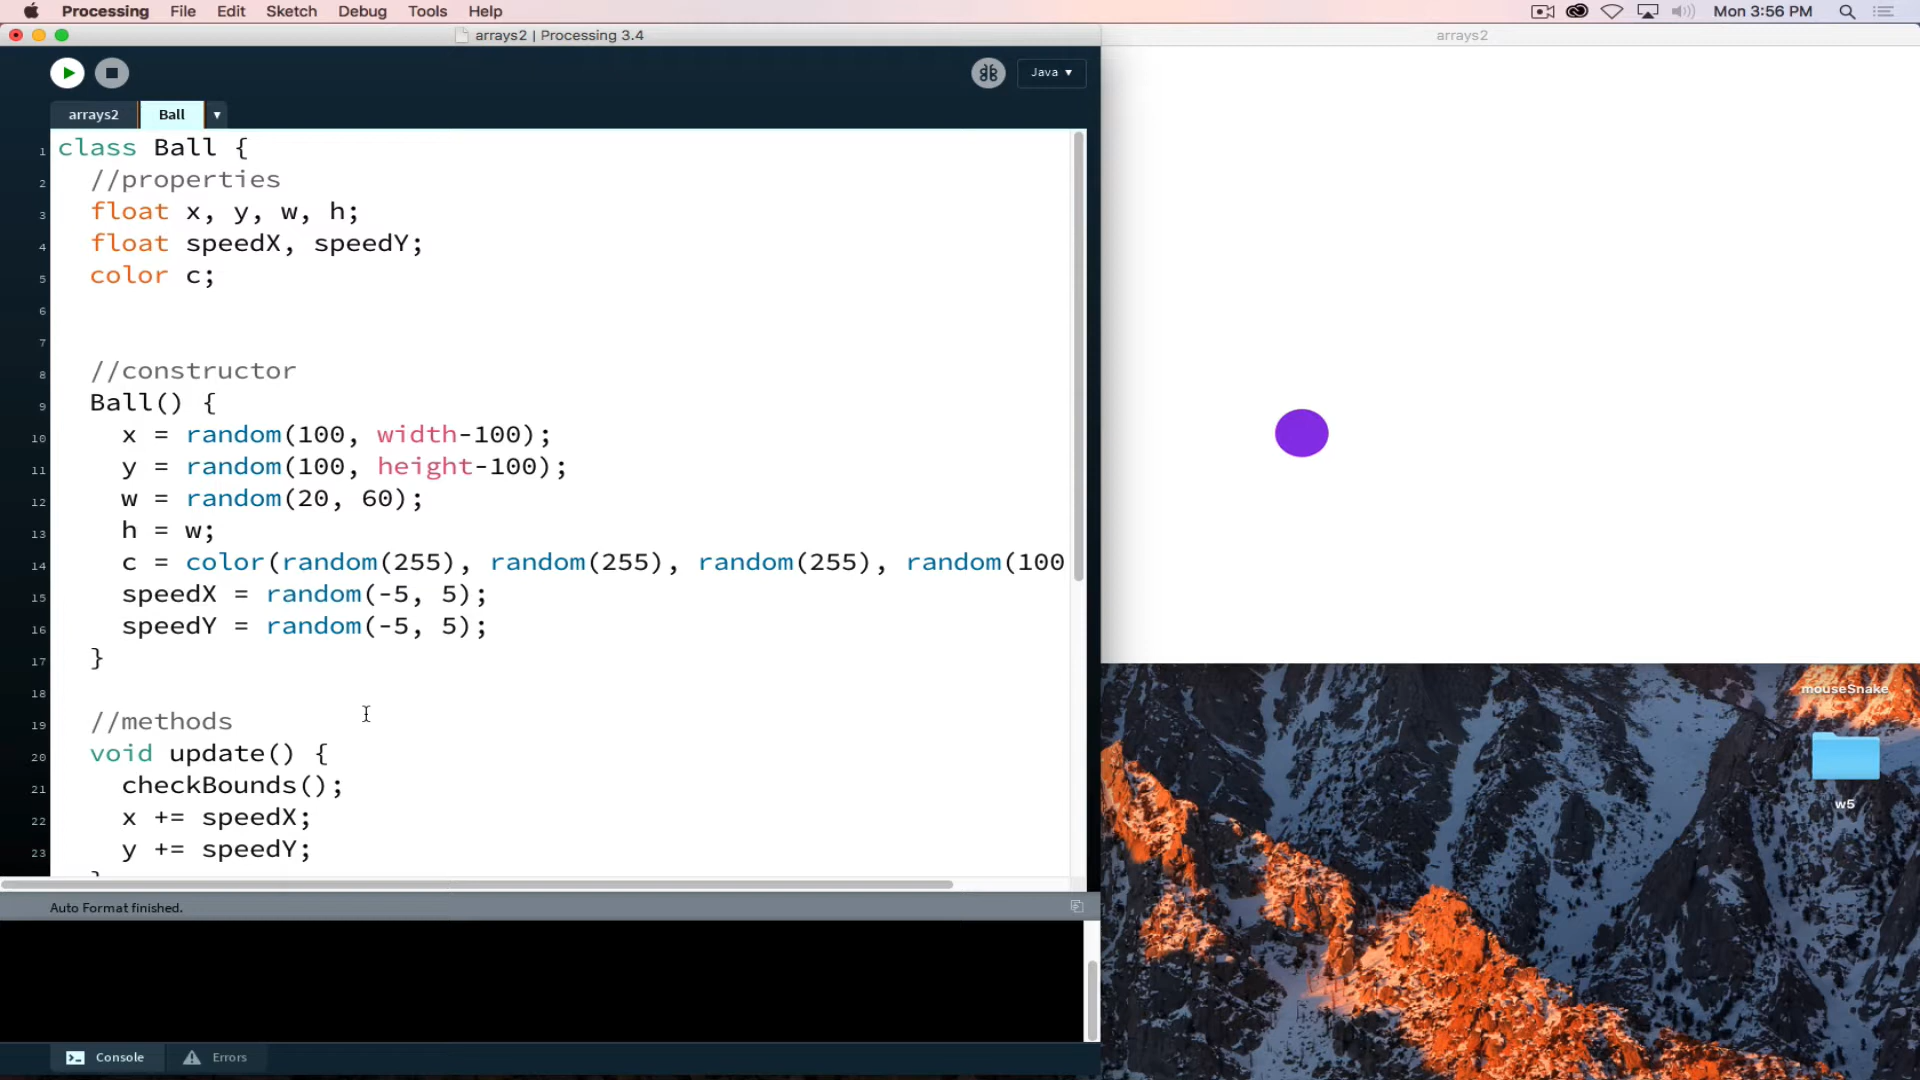 Processing File Edit Sketch Debug Tools Help
Mon 3:56 PM
arrays2 | Processing 3.4
arrays2
Java
arrays2 Ball
1 class Ball {
2 //properties
3 float x, y, w, h;
4 float speedX, speedY;
5 color c;
6
7
8 //constructor
9 Ball() {
10 x = random(100, width-100);
11 y = random(100, height-100);
12 w = random(20, 60);
13 h = w;
14 c = color(random(255), random(255), random(255), random(100
15 speedX = random(-5, 5);
16 speedY = random(-5, 5);
17 }
18
19 //methods
20 void update() {
21 checkBounds();
22 x += speedX;
23 y += speedY;
mouseSnake
w5
Auto Format finished.
Console Errors